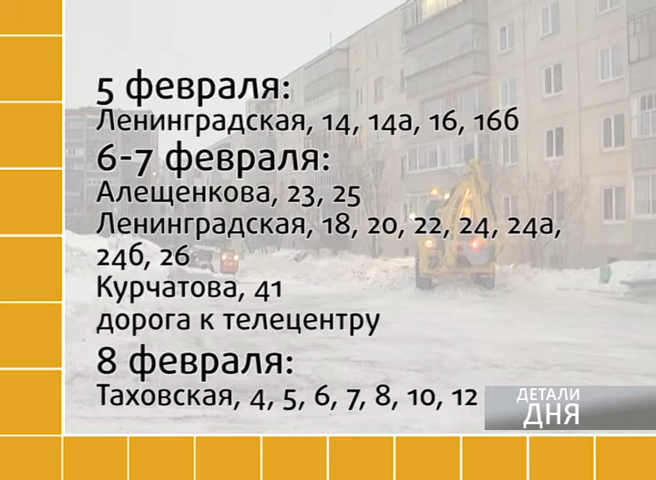 5 февраля:
Ленинградская, 14, 14а, 16, 16б
6-7 февраля:
Алещенкова, 23, 25
Ленинградская, 18, 20, 22, 24, 24а,
24б, 26
Курчатова, 41
дорога к телецентру
8 февраля:
Таховская, 4, 5, 6, 7, 8, 10, 12
ДЕТАЛИ
ДНЯ